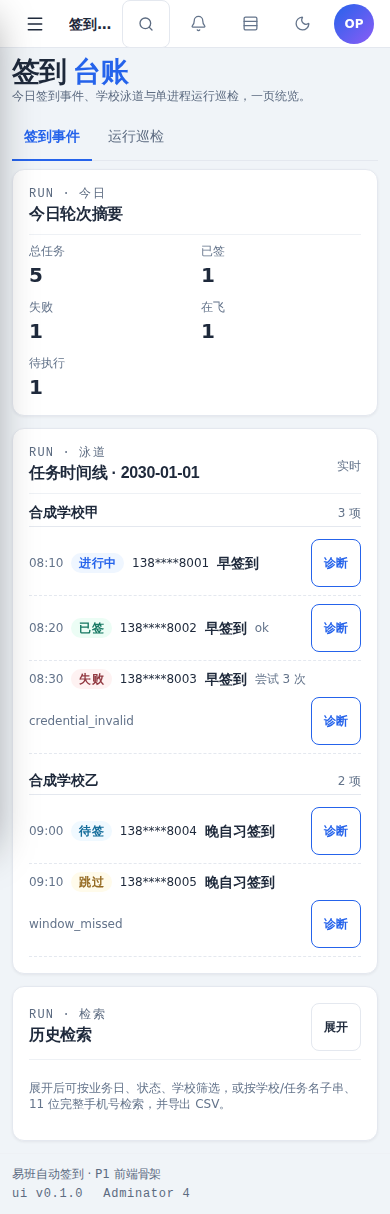 签到... OP
签到 台账
今日签到事件、学校泳道与单进程运行巡检，一页统览。
签到事件 运行巡检
RUN · 今日
今日轮次摘要
总任务 已签
5 1
失败 在飞
1 1
待执行
1
RUN · 泳道
任务时间线 · 2030-01-01 实时
合成学校甲 3 项
08:10 进行中 138****8001 早签到 诊断
08:20 已签 138****8002 早签到 ok 诊断
08:30 失败 138****8003 早签到 尝试 3 次
credential_invalid 诊断
合成学校乙 2 项
09:00 待签 138****8004 晚自习签到 诊断
09:10 跳过 138****8005 晚自习签到
window_missed 诊断
RUN · 检索
历史检索 展开
展开后可按业务日、状态、学校筛选，或按学校/任务名子串、
11 位完整手机号检索，并导出 CSV。
易班自动签到 · P1 前端骨架
ui v0.1.0 Adminator 4